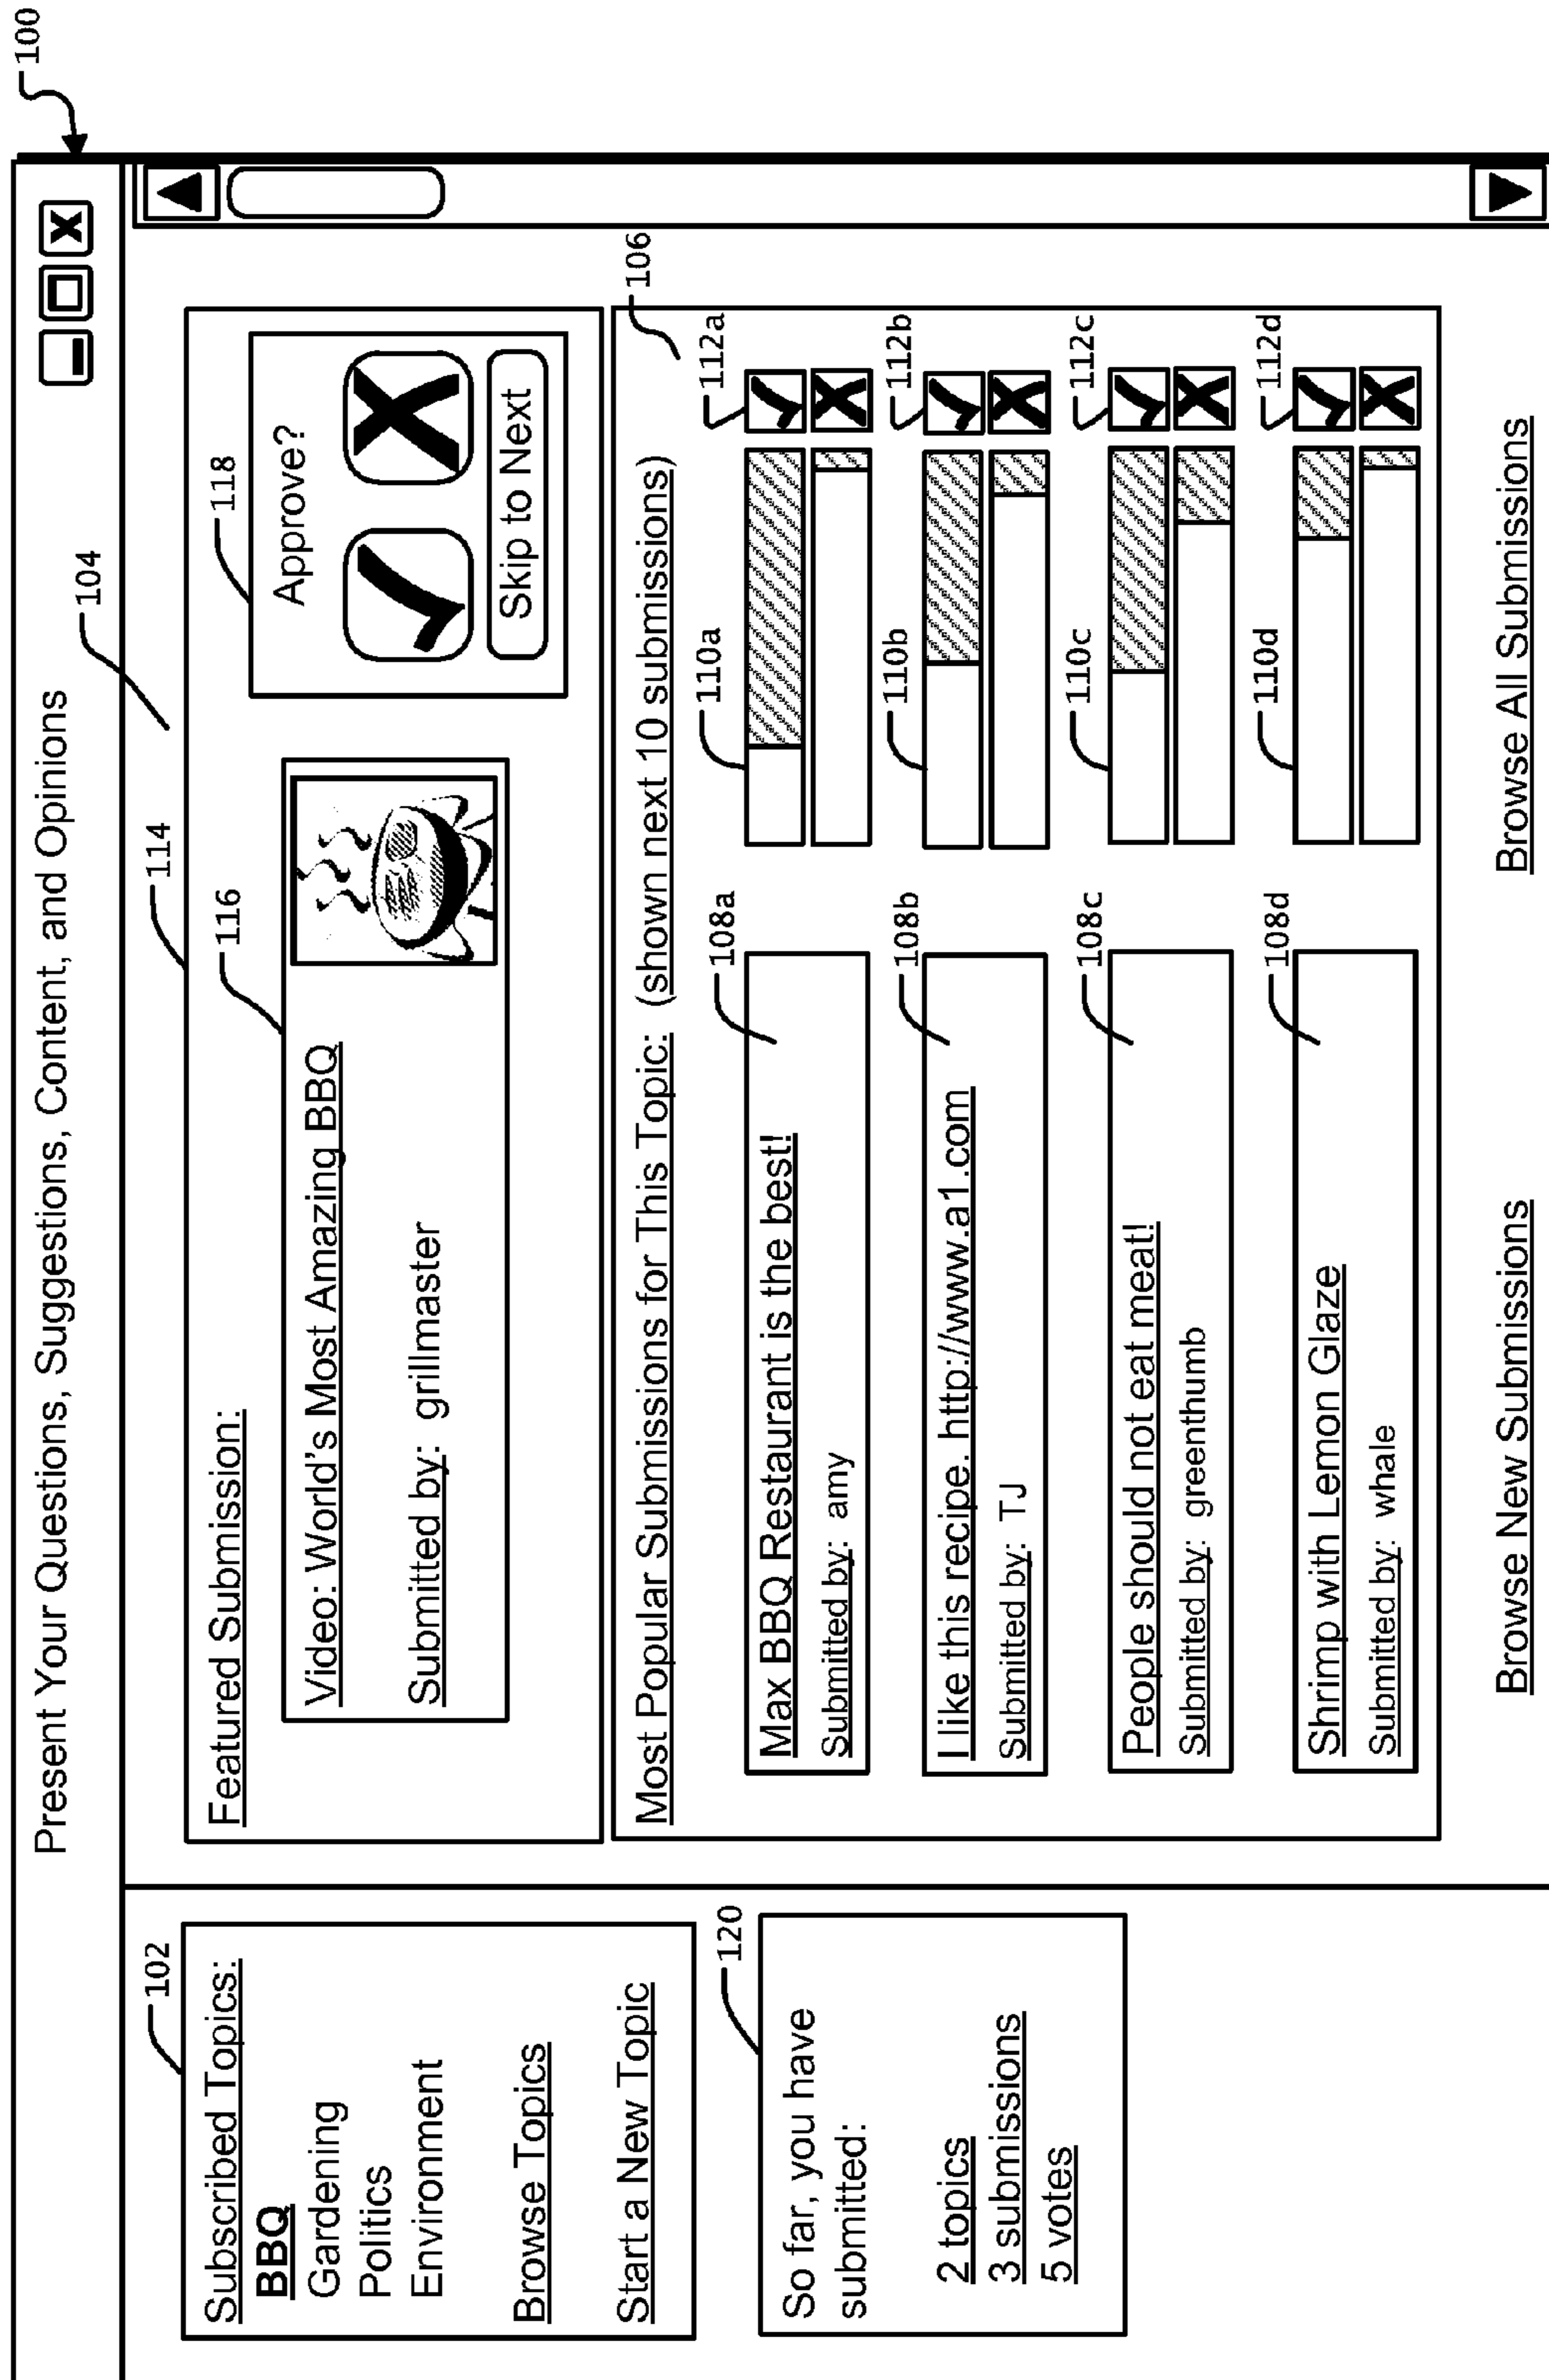 100
Present Your Questions, Suggestions, Content, and Opinions
102
Subscribed Topics:
BBQ
Gardening
Politics
Environment
Browse Topics
Start a New Topic
120
So far, you have
submitted:
2 topics
3 submissions
5 votes
104
114
Featured Submission:
116
Video: World's Most Amazing BBQ
Submitted by: grillmaster
118
Approve?
Skip to Next
106
Most Popular Submissions for This Topic: (shown next 10 submissions)
108a
110a
112a
Max BBQ Restaurant is the best!
Submitted by: amy
108b
110b
112b
I like this recipe. http://www.a1.com
Submitted by: TJ
108c
110c
112c
People should not eat meat!
Submitted by: greenthumb
108d
110d
112d
Shrimp with Lemon Glaze
Submitted by: whale
Browse New Submissions
Browse All Submissions